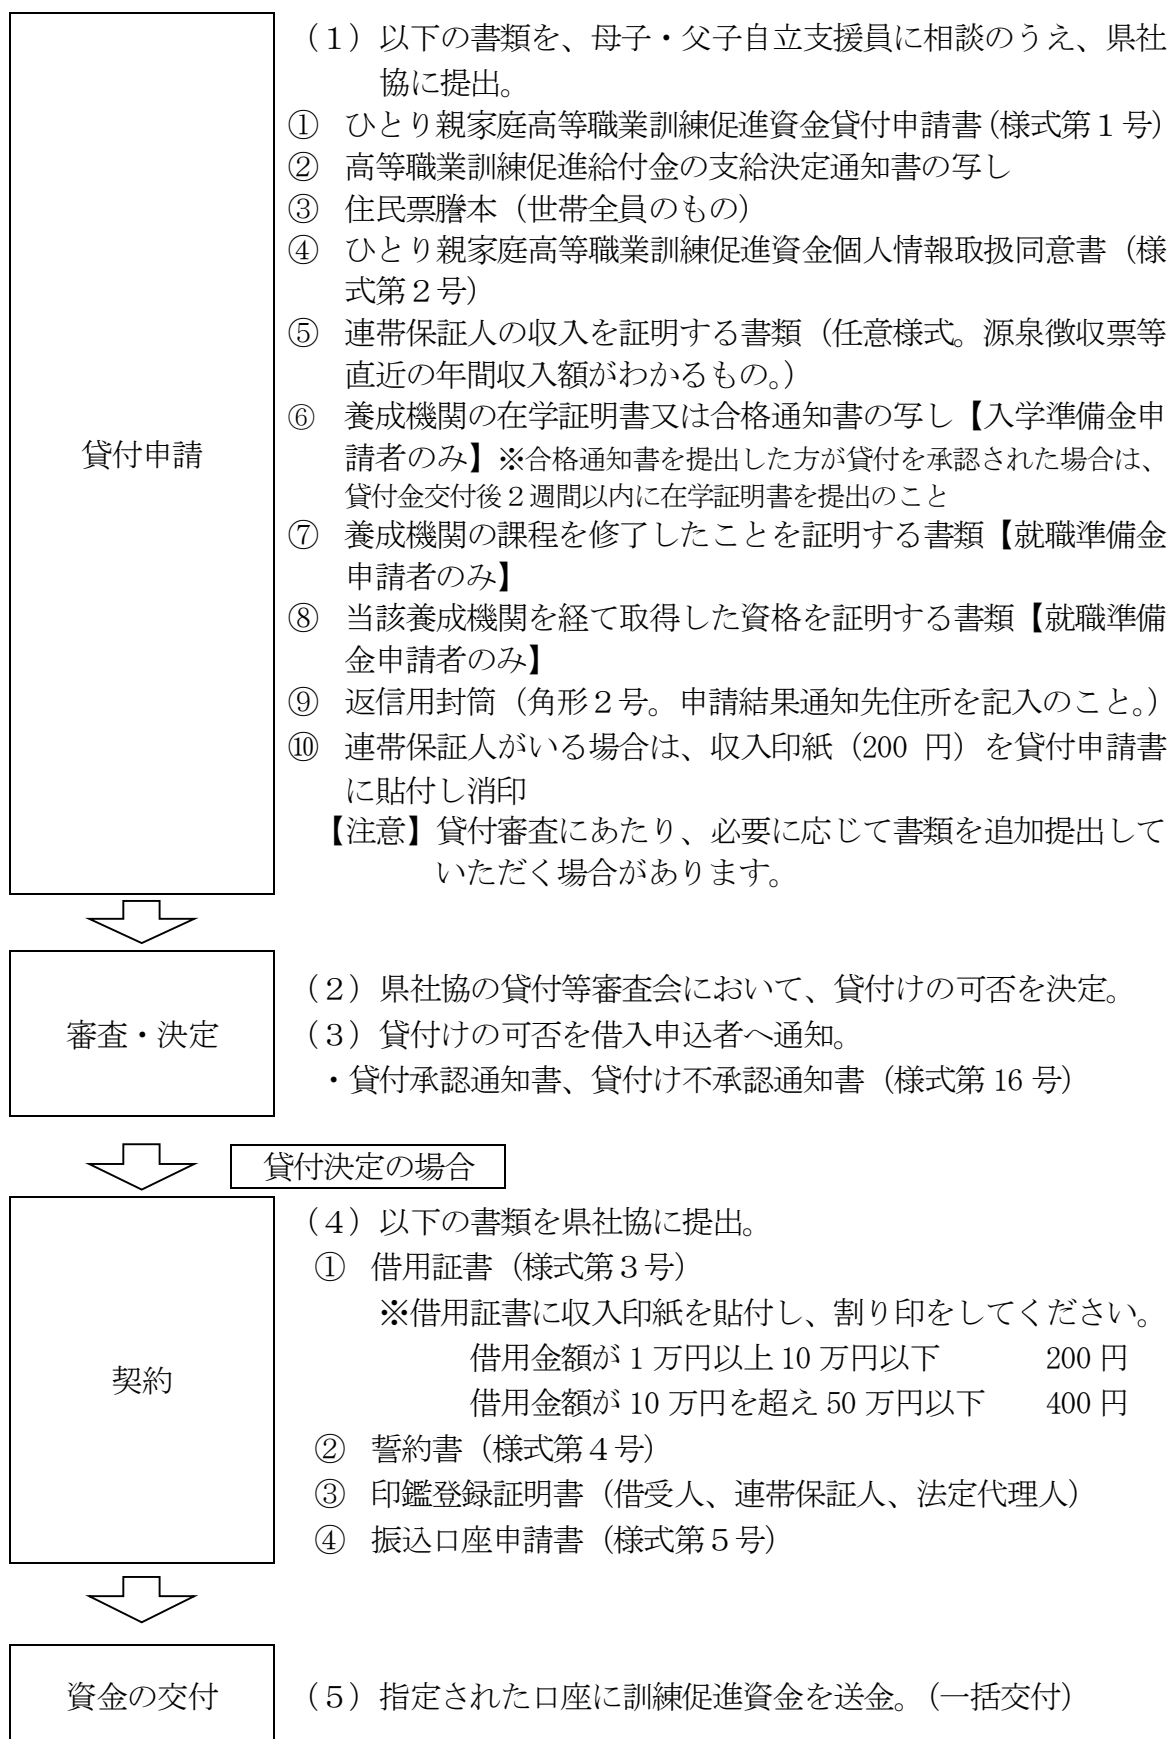 貸付申請
（１）以下の書類を、母子・父子自立支援員に相談のうえ、県社
協に提出。
① ひとり親家庭高等職業訓練促進資金貸付申請書（様式第１号）
② 高等職業訓練促進給付金の支給決定通知書の写し
③ 住民票謄本（世帯全員のもの）
④ ひとり親家庭高等職業訓練促進資金個人情報取扱同意書（様
式第２号）
⑤ 連帯保証人の収入を証明する書類（任意様式。源泉徴収票等
直近の年間収入額がわかるもの。）
⑥ 養成機関の在学証明書又は合格通知書の写し【入学準備金申
請者のみ】※合格通知書を提出した方が貸付を承認された場合は、
貸付金交付後２週間以内に在学証明書を提出のこと
⑦ 養成機関の課程を修了したことを証明する書類【就職準備金
申請者のみ】
⑧ 当該養成機関を経て取得した資格を証明する書類【就職準備
金申請者のみ】
⑨ 返信用封筒（角形２号。申請結果通知先住所を記入のこと。）
⑩ 連帯保証人がいる場合は、収入印紙（200 円）を貸付申請書
に貼付し消印
【注意】貸付審査にあたり、必要に応じて書類を追加提出して
いただく場合があります。
審査・決定
（２）県社協の貸付等審査会において、貸付けの可否を決定。
（３）貸付けの可否を借入申込者へ通知。
・貸付承認通知書、貸付け不承認通知書（様式第 16 号）
貸付決定の場合
契約
（４）以下の書類を県社協に提出。
① 借用証書（様式第３号）
※借用証書に収入印紙を貼付し、割り印をしてください。
借用金額が 1 万円以上 10 万円以下 200 円
借用金額が 10 万円を超え 50 万円以下 400 円
② 誓約書（様式第４号）
③ 印鑑登録証明書（借受人、連帯保証人、法定代理人）
④ 振込口座申請書（様式第５号）
資金の交付
（５）指定された口座に訓練促進資金を送金。（一括交付）